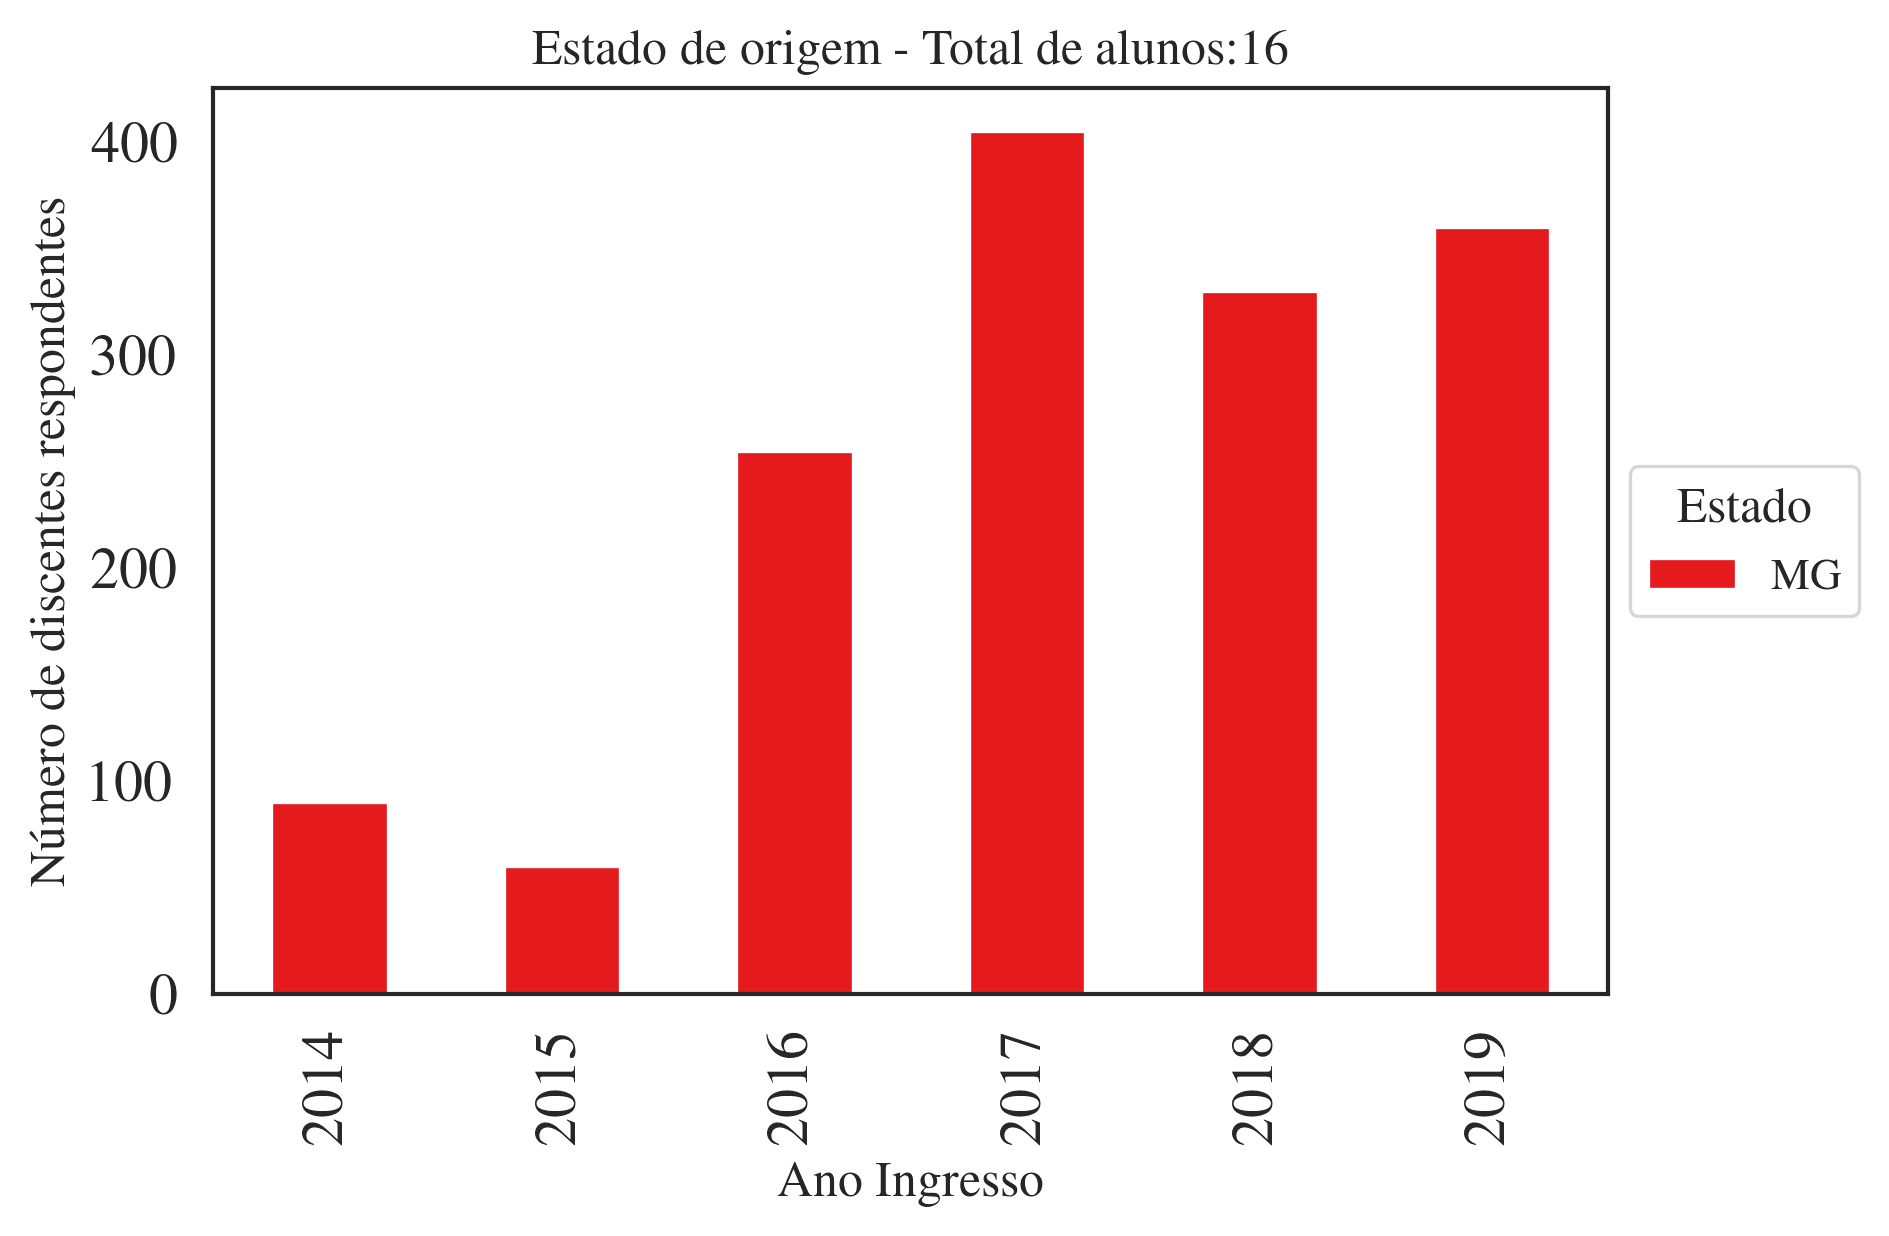 Estado de origem - Total de alunos:16
Número de discentes respondentes
400
300
200
100
0
2014
2015
2016
2017
2018
2019
Ano Ingresso
Estado
MG